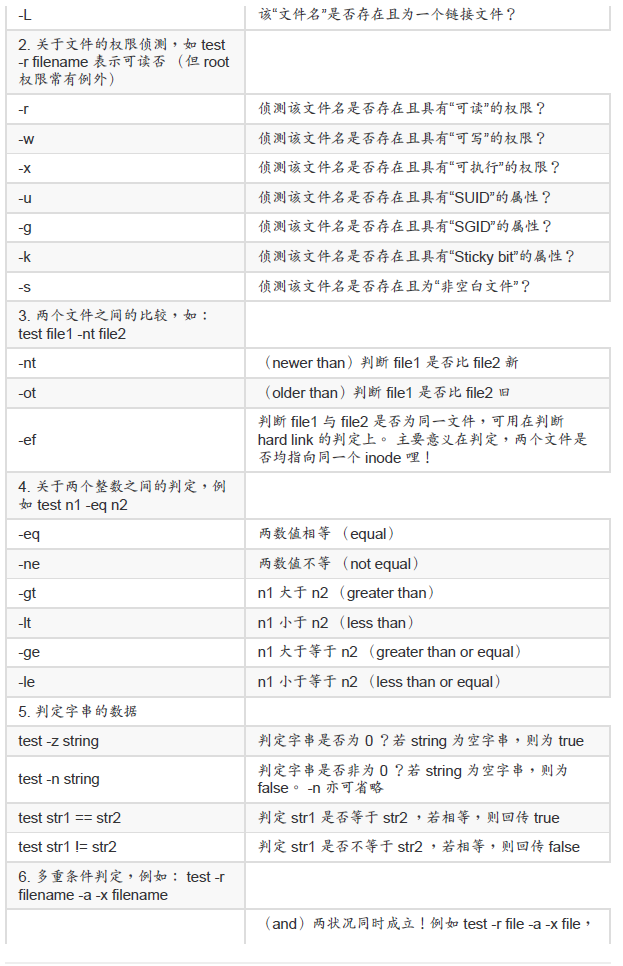 -L 该“文件名”是否存在且为一个链接文件？
2. 关于文件的权限侦测，如 test
-r filename 表示可读否 （但 root
权限常有例外）
-r 侦测该文件名是否存在且具有“可读”的权限？
-w 侦测该文件名是否存在且具有“可写”的权限？
-x 侦测该文件名是否存在且具有“可执行”的权限？
-u 侦测该文件名是否存在且具有“SUID”的属性？
-g 侦测该文件名是否存在且具有“SGID”的属性？
-k 侦测该文件名是否存在且具有“Sticky bit”的属性？
-s 侦测该文件名是否存在且为“非空白文件”？
3. 两个文件之间的比较，如：
test file1 -nt file2
-nt （newer than）判断 file1 是否比 file2 新
-ot （older than）判断 file1 是否比 file2 旧
-ef
判断 file1 与 file2 是否为同一文件，可用在判断
hard link 的判定上。 主要意义在判定，两个文件是
否均指向同一个 inode 哩！
4. 关于两个整数之间的判定，例
如 test n1 -eq n2
-eq 两数值相等 （equal）
-ne 两数值不等 （not equal）
-gt n1 大于 n2 （greater than）
-lt n1 小于 n2 （less than）
-ge n1 大于等于 n2 （greater than or equal）
-le n1 小于等于 n2 （less than or equal）
5. 判定字串的数据
test -z string 判定字串是否为 0 ？若 string 为空字串，则为 true
test -n string
判定字串是否非为 0 ？若 string 为空字串，则为
false。 -n 亦可省略
test str1 == str2 判定 str1 是否等于 str2 ，若相等，则回传 true
test str1 != str2 判定 str1 是否不等于 str2 ，若相等，则回传 false
6. 多重条件判定，例如： test -r
filename -a -x filename
（and）两状况同时成立！例如 test -r file -a -x file，